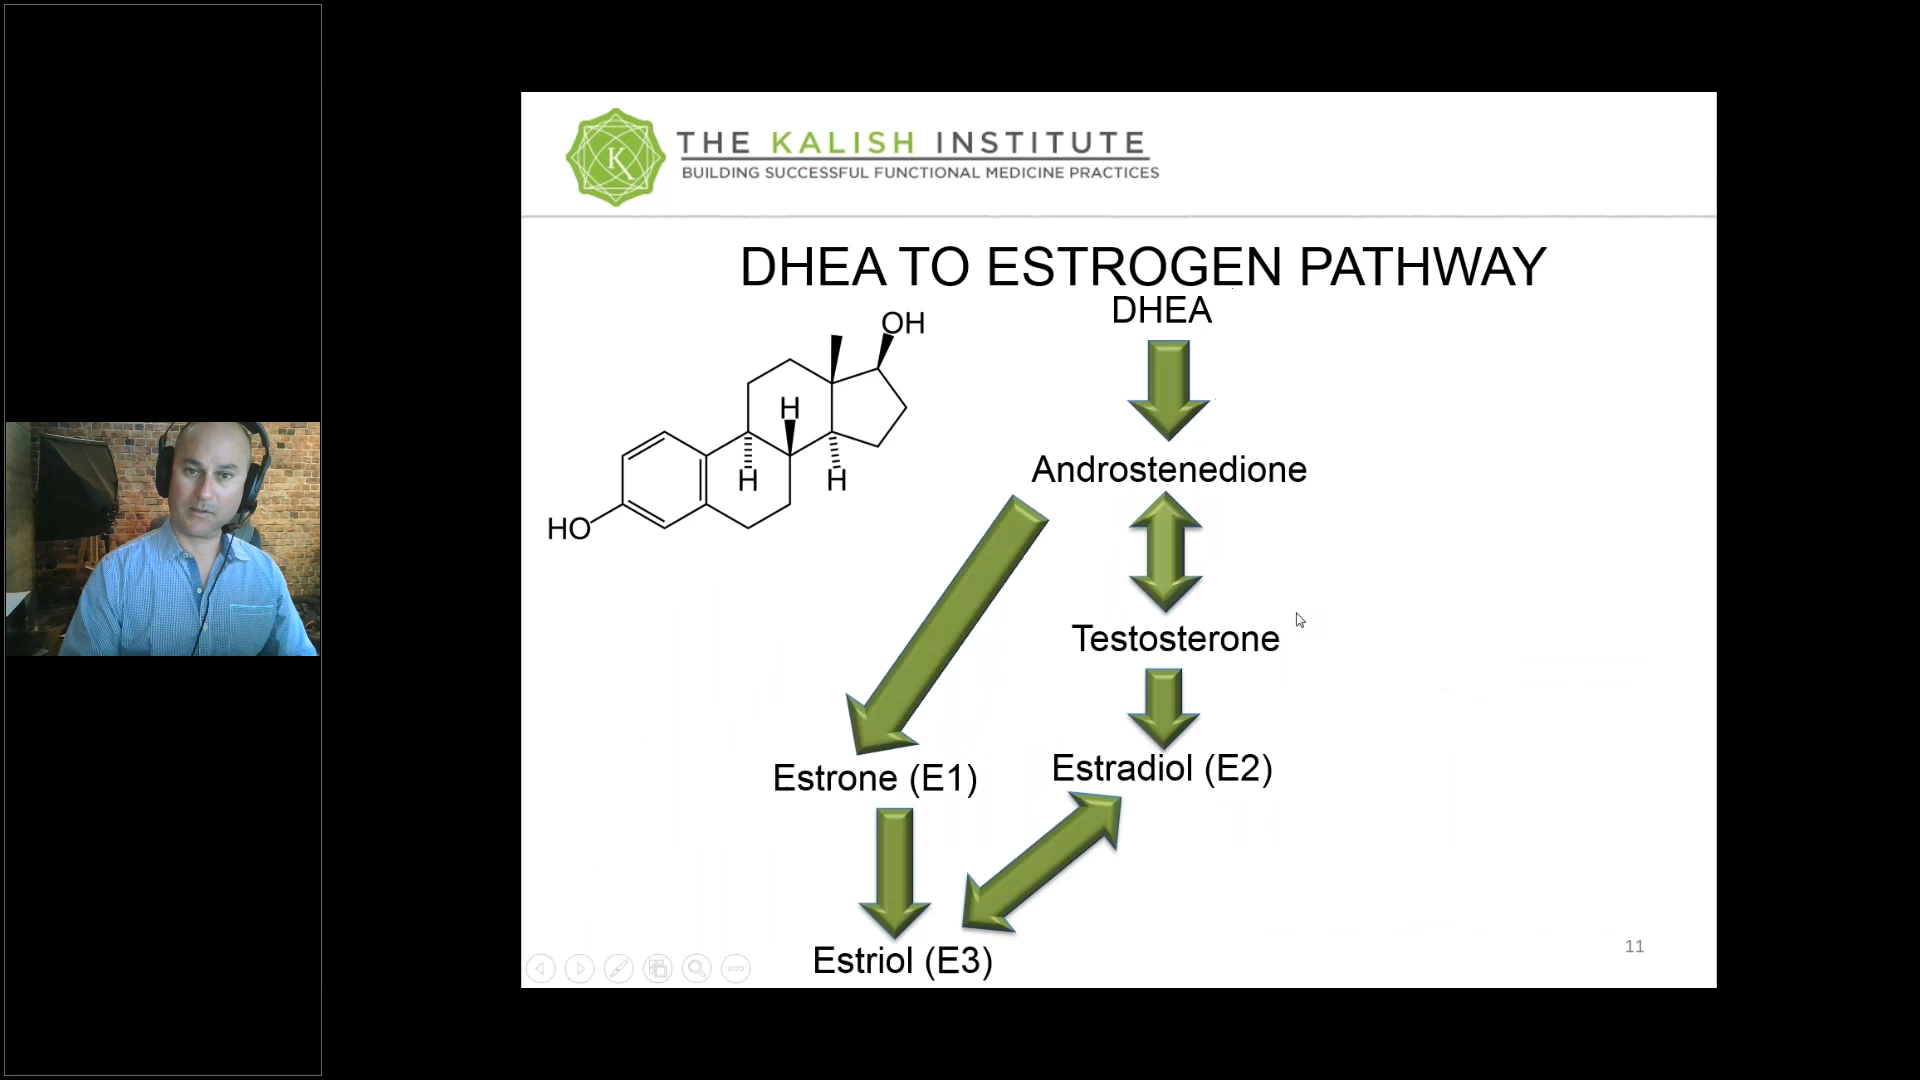 THE KALISH INSTITUTE
BUILDING SUCCESSFUL FUNCTIONAL MEDICINE PRACTICES
K
DHEA TO ESTROGEN PATHWAY
DHEA
OH
H
H
H
HO
Androstenedione
Testosterone
Estrone (E1)
Estradiol (E2)
Estriol (E3)
11